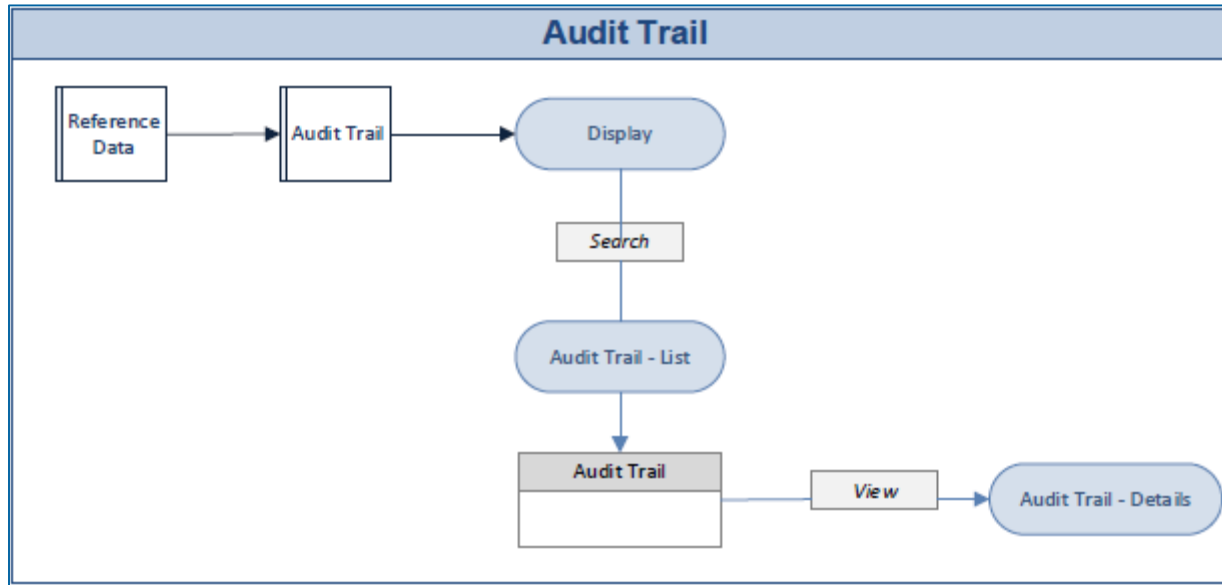 Audit Trail
Reference
Data
Audit Trail
Display
Search
Audit Trail - List
Audit Trail
View
Audit Trail - Details